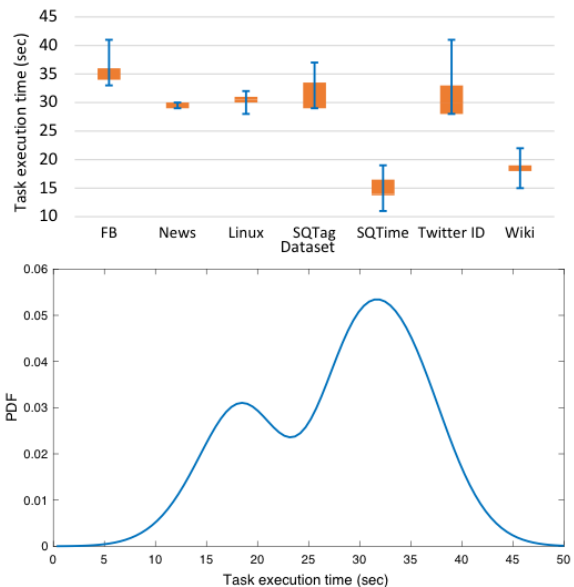 Task execution time (sec)
45
40
35
30
25
20
15
10
FB News Linux SQTag SQTime Twitter ID Wiki
Dataset
PDF
0.06
0.05
0.04
0.03
0.02
0.01
0
0 5 10 15 20 25 30 35 40 45 50
Task execution time (sec)